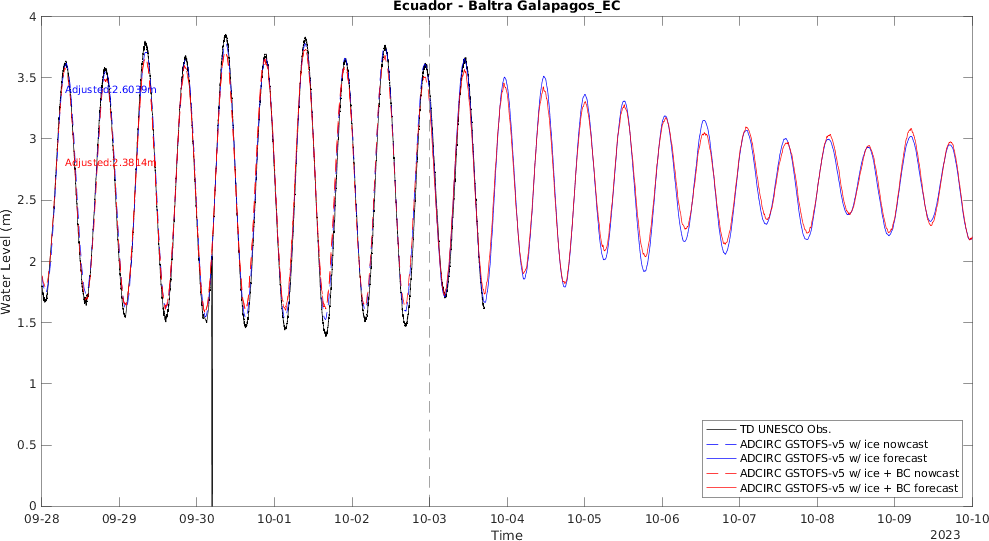 Ecuador - Baltra Galapagos_EC
4
3.5
3
2.5
2
1.5
1
0.5
0
Water Level (m)
Adjusted:2.6039m
Adjusted:2.3814m
TD UNESCO Obs.
ADCIRC GSTOFS-v5 w/ ice nowcast
ADCIRC GSTOFS-v5 w/ ice forecast
ADCIRC GSTOFS-v5 w/ ice + BC nowcast
ADCIRC GSTOFS-v5 w/ ice + BC forecast
09-28 09-29 09-30 10-01 10-02 10-03 10-04 10-05 10-06 10-07 10-08 10-09 10-10
Time
2023